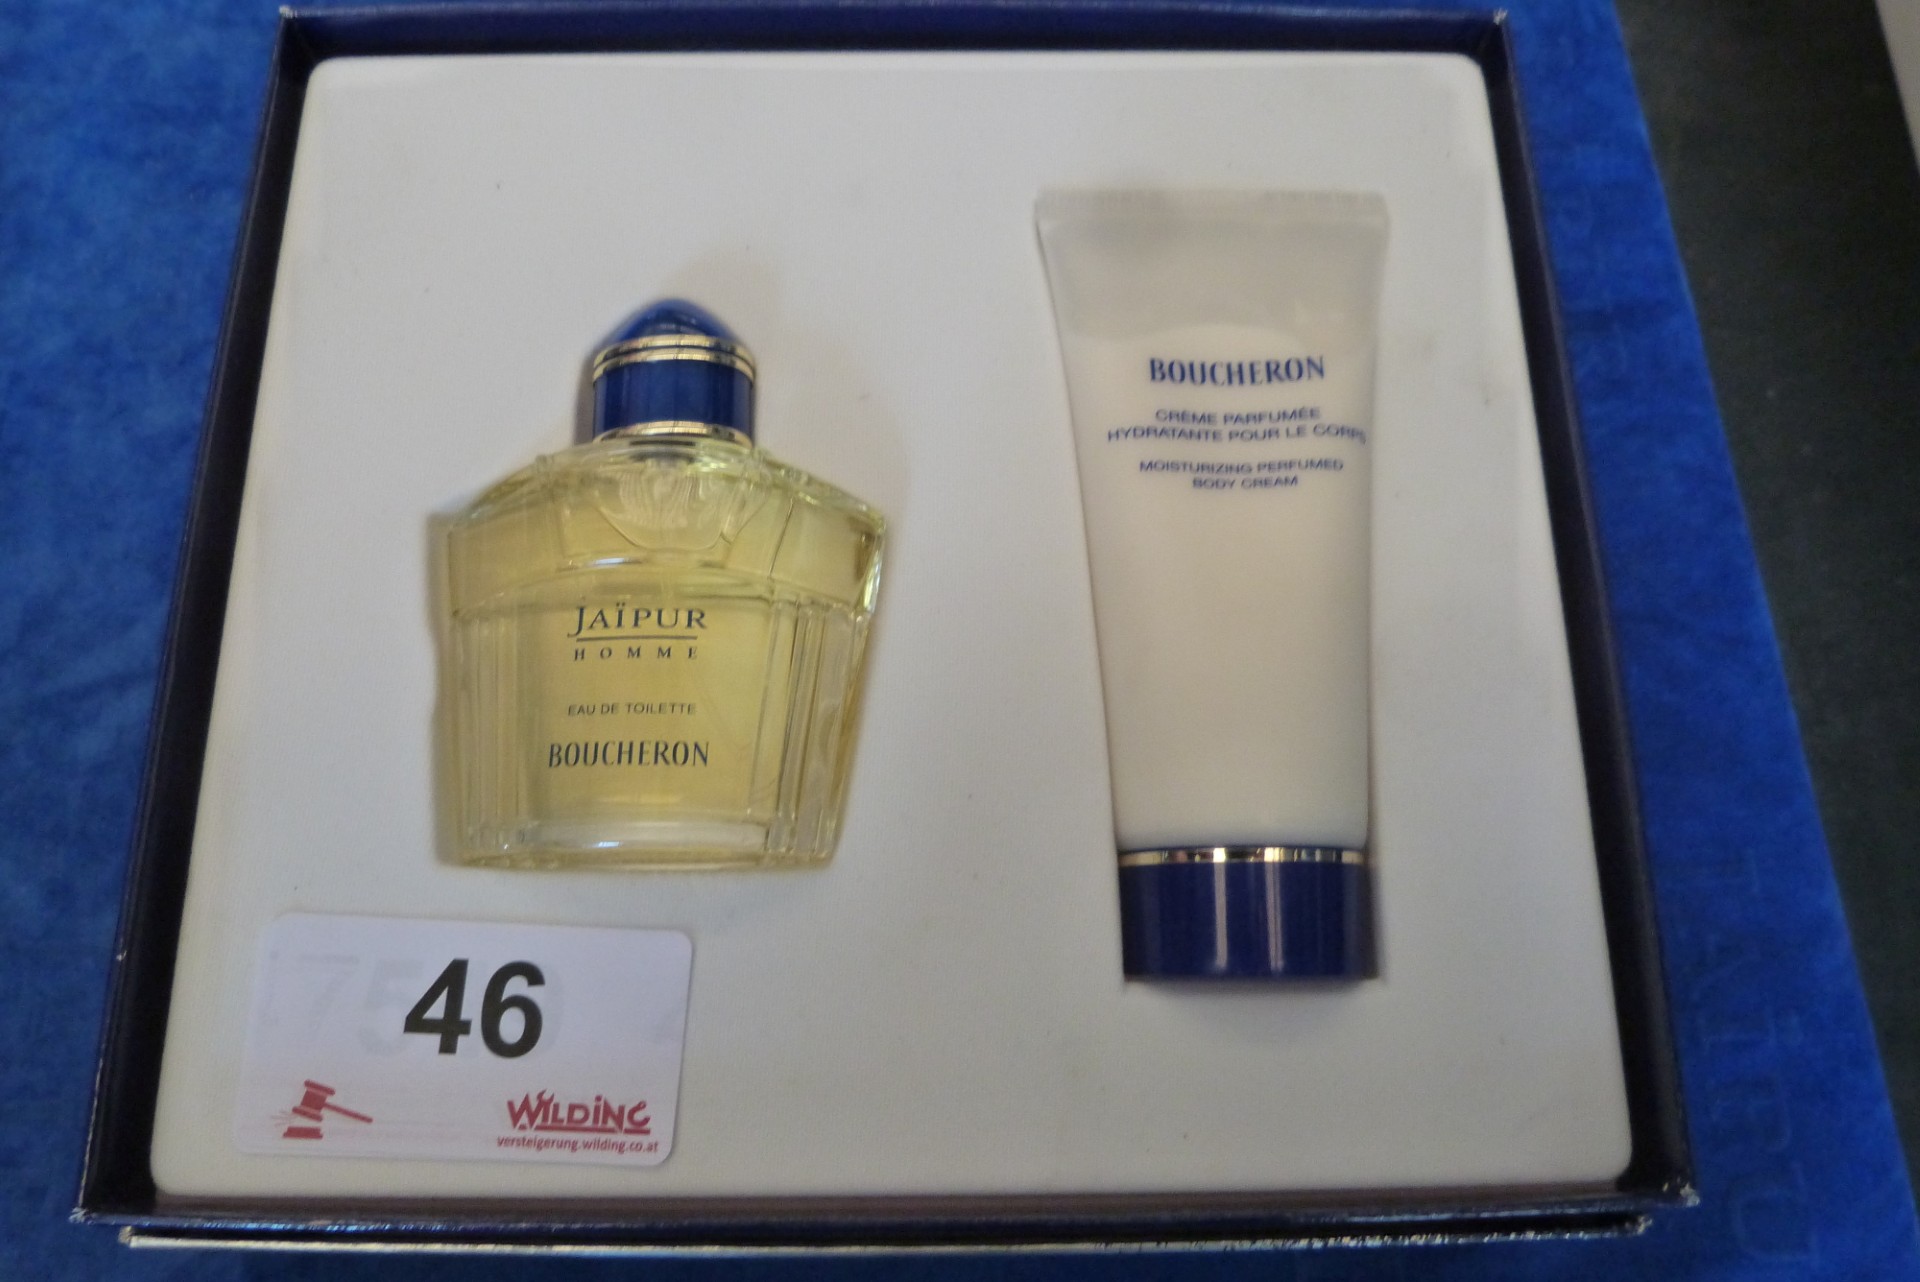 JAÏPUR
HOMME
EAU DE TOILETTE
BOUCHERON
BOUCHERON
CRÈME PARFUMÉE
HYDRATANTE POUR LE CORPS
MOISTURIZING PERFUMED
BODY CREAM
46
WILDING
versteigerung.wilding.co.at